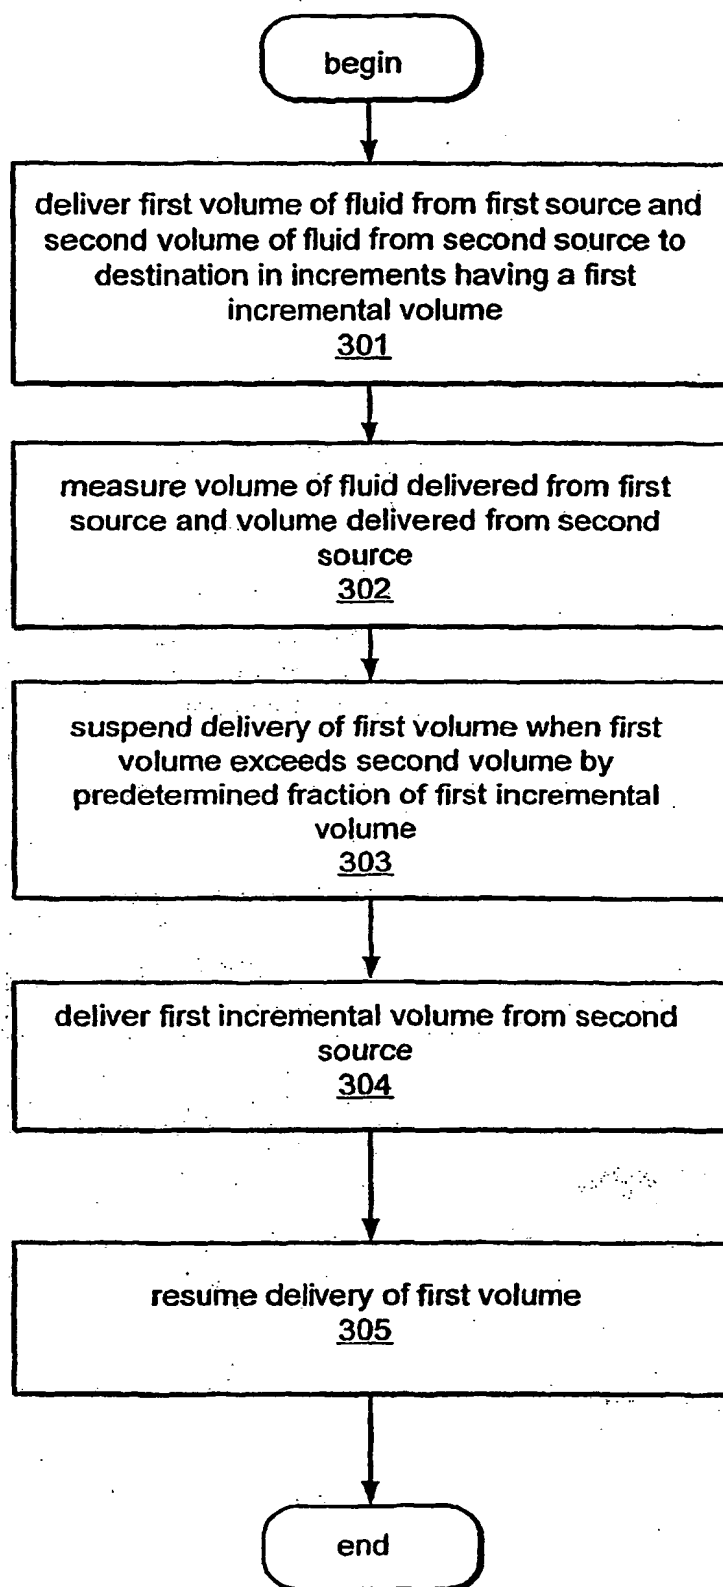 begin
deliver first volume of fluid from first source and
second volume of fluid from second source to
destination in increments having a first
incremental volume
301
measure volume of fluid delivered from first
source and volume delivered from second
source
302
suspend delivery of first volume when first
volume exceeds second volume by
predetermined fraction of first incremental
volume
303
deliver first incremental volume from second
source
304
resume delivery of first volume
305
end